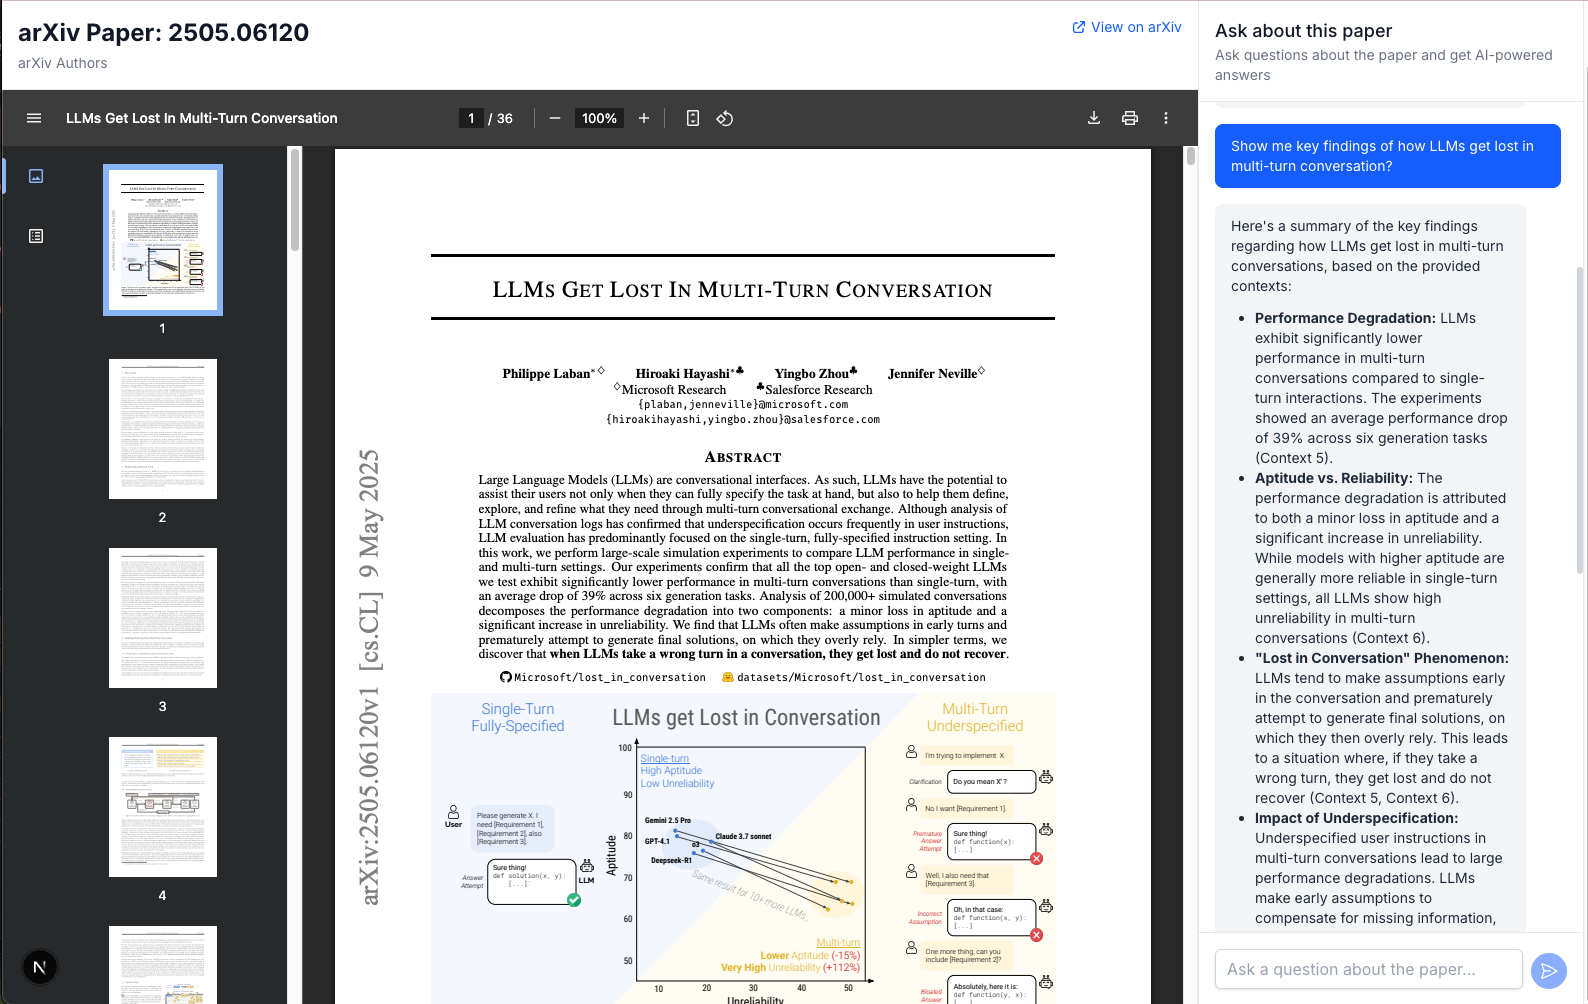 arXiv Paper: 2505.06120
arXiv Authors
View on arXiv
LLMs Get Lost In Multi-Turn Conversation
1 / 36
100%
1
2
3
4
N
arXiv:2505.06120v1 [cs.CL] 9 May 2025
LLMS GET LOST IN MULTI-TURN CONVERSATION
Philippe Laban*♢ Hiroaki Hayashi*♣ Yingbo Zhou♣ Jennifer Neville♢
♢Microsoft Research ♣Salesforce Research
{plaban,jenneville}@microsoft.com
{hiroakihayashi,yingbo.zhou}@salesforce.com
ABSTRACT
Large Language Models (LLMs) are conversational interfaces. As such, LLMs have the potential to
assist their users not only when they can fully specify the task at hand, but also to help them define,
explore, and refine what they need through multi-turn conversational exchange. Although analysis of
LLM conversation logs has confirmed that underspecification occurs frequently in user instructions,
LLM evaluation has predominantly focused on the single-turn, fully-specified instruction setting. In
this work, we perform large-scale simulation experiments to compare LLM performance in single-
and multi-turn settings. Our experiments confirm that all the top open- and closed-weight LLMs
we test exhibit significantly lower performance in multi-turn conversations than single-turn, with
an average drop of 39% across six generation tasks. Analysis of 200,000+ simulated conversations
decomposes the performance degradation into two components: a minor loss in aptitude and a
significant increase in unreliability. We find that LLMs often make assumptions in early turns and
prematurely attempt to generate final solutions, on which they overly rely. In simpler terms, we
discover that when LLMs take a wrong turn in a conversation, they get lost and do not recover.
Microsoft/lost_in_conversation datasets/Microsoft/lost_in_conversation
Single-Turn
Fully-Specified
User
Please generate X. I
need [Requirement 1],
[Requirement 2], also
[Requirement 3].
Answer
Attempt
Sure thing!
def solution(x, y):
[...]
LLM
LLMs get Lost in Conversation
100
90
80
70
60
50
Aptitude
Single-turn
High Aptitude
Low Unreliability
Gemini 2.5 Pro
GPT-4.1
o3
Claude 3.7 sonnet
Deepseek-R1
Same result for 10+ more LLMs...
Multi-turn
Lower Aptitude (-15%)
Very High Unreliability (+112%)
10 20 30 40 50
Unreliability
Multi-Turn
Underspecified
I'm trying to implement X.
Clarification
Do you mean X'?
No I want [Requirement 1].
Premature
Answer
Attempt
Sure thing!
def function(x):
[...]
Well, I also need that
[Requirement 3].
Incorrect
Assumption
Oh, in that case:
def function(x, y):
[...]
One more thing, can you
include [Requirement 2]?
Bloated
Answer
Absolutely, here it is:
def function(y, x):
Ask about this paper
Ask questions about the paper and get AI-powered
answers
Show me key findings of how LLMs get lost in
multi-turn conversation?
Here's a summary of the key findings
regarding how LLMs get lost in multi-turn
conversations, based on the provided
contexts:
• Performance Degradation: LLMs
exhibit significantly lower
performance in multi-turn
conversations compared to single-
turn interactions. The experiments
showed an average performance drop
of 39% across six generation tasks
(Context 5).
• Aptitude vs. Reliability: The
performance degradation is attributed
to both a minor loss in aptitude and a
significant increase in unreliability.
While models with higher aptitude are
generally more reliable in single-turn
settings, all LLMs show high
unreliability in multi-turn
conversations (Context 6).
• "Lost in Conversation" Phenomenon:
LLMs tend to make assumptions early
in the conversation and prematurely
attempt to generate final solutions, on
which they then overly rely. This leads
to a situation where, if they take a
wrong turn, they get lost and do not
recover (Context 5, Context 6).
• Impact of Underspecification:
Underspecified user instructions in
multi-turn conversations lead to large
performance degradations. LLMs
make early assumptions to
compensate for missing information,
Ask a question about the paper...